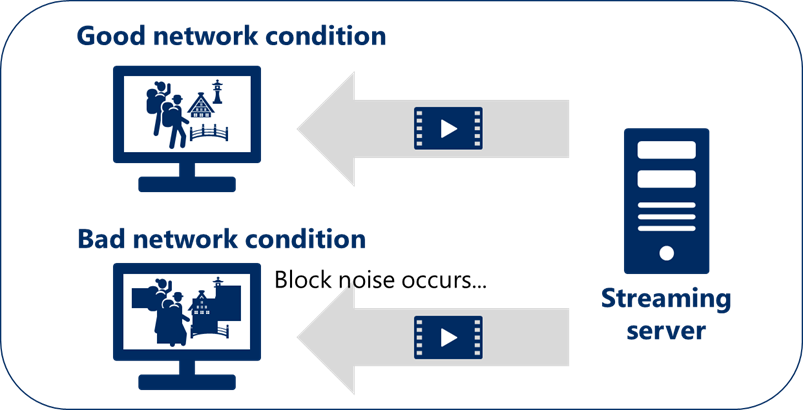 Good network condition
Bad network condition
Block noise occurs...
Streaming
server